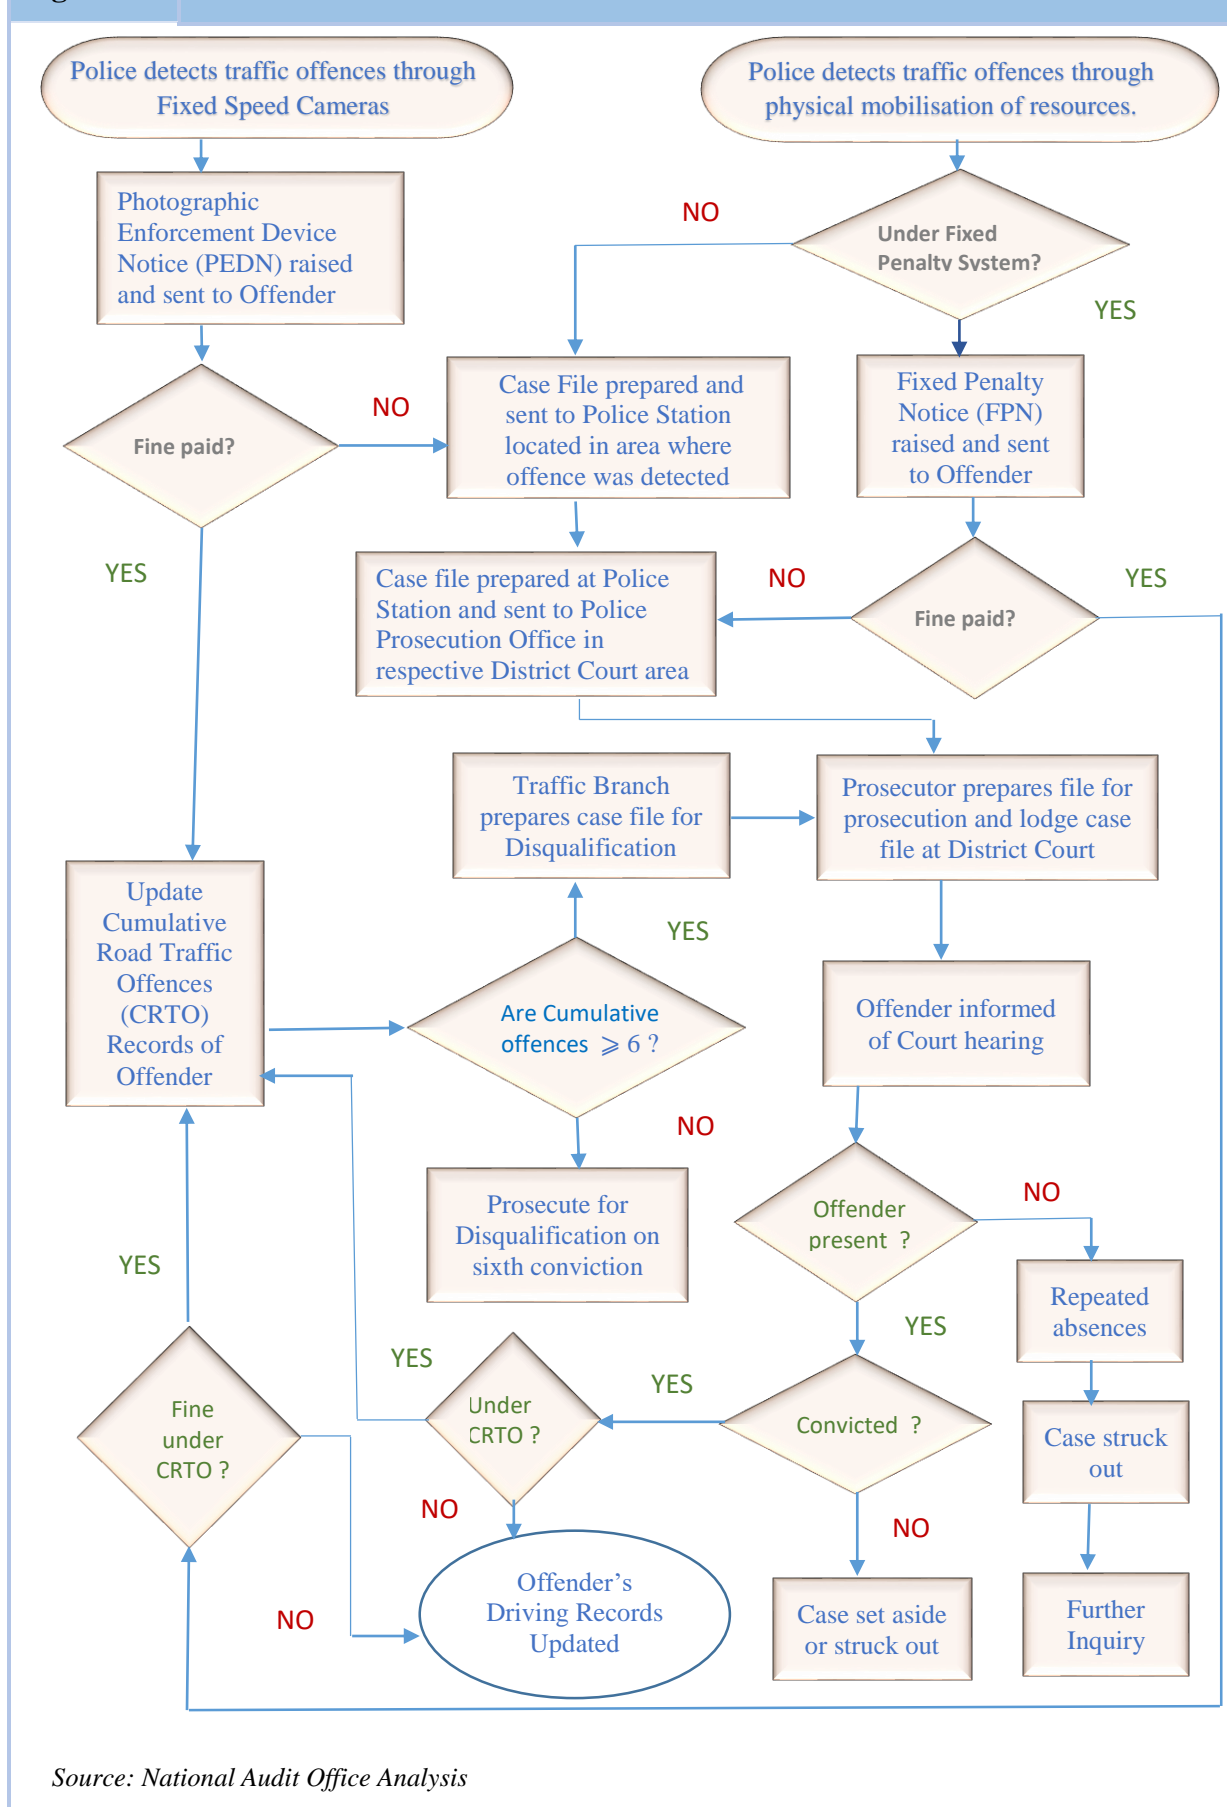 Police detects traffic offences through
Fixed Speed Cameras
Police detects traffic offences through
physical mobilisation of resources.
Photographic
Enforcement Device
Notice (PEDN) raised
and sent to Offender
NO
Under Fixed
Penalty System?
YES
Fine paid?
NO
Case File prepared and
sent to Police Station
located in area where
offence was detected
Fixed Penalty
Notice (FPN)
raised and sent
to Offender
YES
Case file prepared at Police
Station and sent to Police
Prosecution Office in
respective District Court area
NO
Fine paid?
YES
Traffic Branch
prepares case file for
Disqualification
Prosecutor prepares file for
prosecution and lodge case
file at District Court
Update
Cumulative
Road Traffic
Offences
(CRTO)
Records of
Offender
YES
Are Cumulative
offences ⩾ 6 ?
Offender informed
of Court hearing
NO
Prosecute for
Disqualification on
sixth conviction
Offender
present ?
NO
YES
Repeated
absences
YES
Fine
under
CRTO ?
YES
Under
CRTO ?
YES
Convicted ?
Case struck
out
NO
NO
NO
Offender's
Driving Records
Updated
Case set aside
or struck out
Further
Inquiry
Source: National Audit Office Analysis